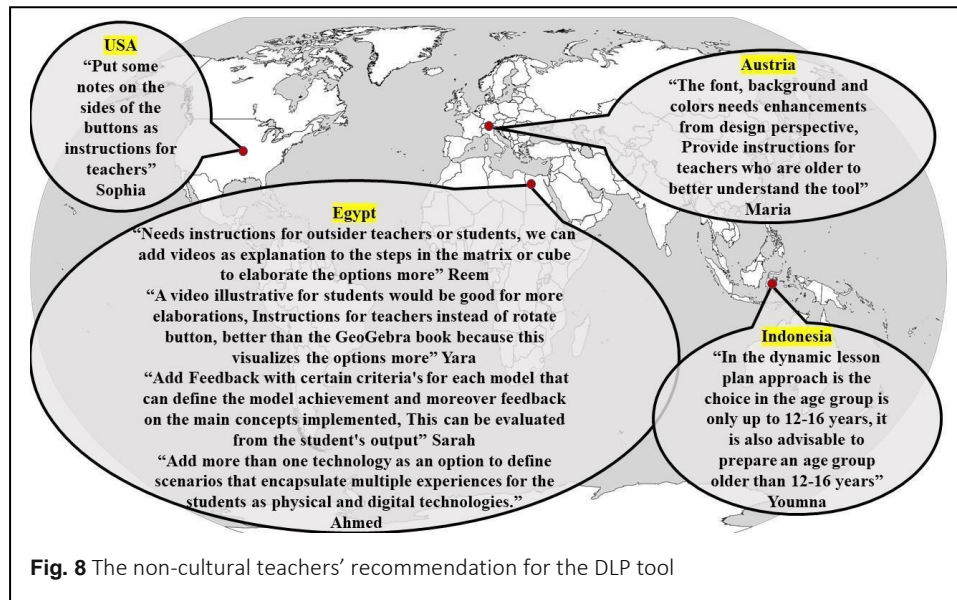 USA
“Put some
notes on the
sides of the
buttons as
instructions for
teachers”
Sophia
Austria
“The font, background and
colors needs enhancements
from design perspective,
Provide instructions for
teachers who are older to
better understand the tool”
Maria
Egypt
“Needs instructions for outsider teachers or students, we can
add videos as explanation to the steps in the matrix or cube
to elaborate the options more” Reem
“A video illustrative for students would be good for more
elaborations, Instructions for teachers instead of rotate
button, better than the GeoGebra book because this
visualizes the options more” Yara
“Add Feedback with certain criteria's for each model that
can define the model achievement and moreover feedback
on the main concepts implemented, This can be evaluated
from the student's output” Sarah
“Add more than one technology as an option to define
scenarios that encapsulate multiple experiences for the
students as physical and digital technologies.”
Ahmed
Indonesia
“In the dynamic lesson
plan approach is the
choice in the age group is
only up to 12-16 years, it
is also advisable to
prepare an age group
older than 12-16 years”
Youmna
Fig. 8 The non-cultural teachers’ recommendation for the DLP tool